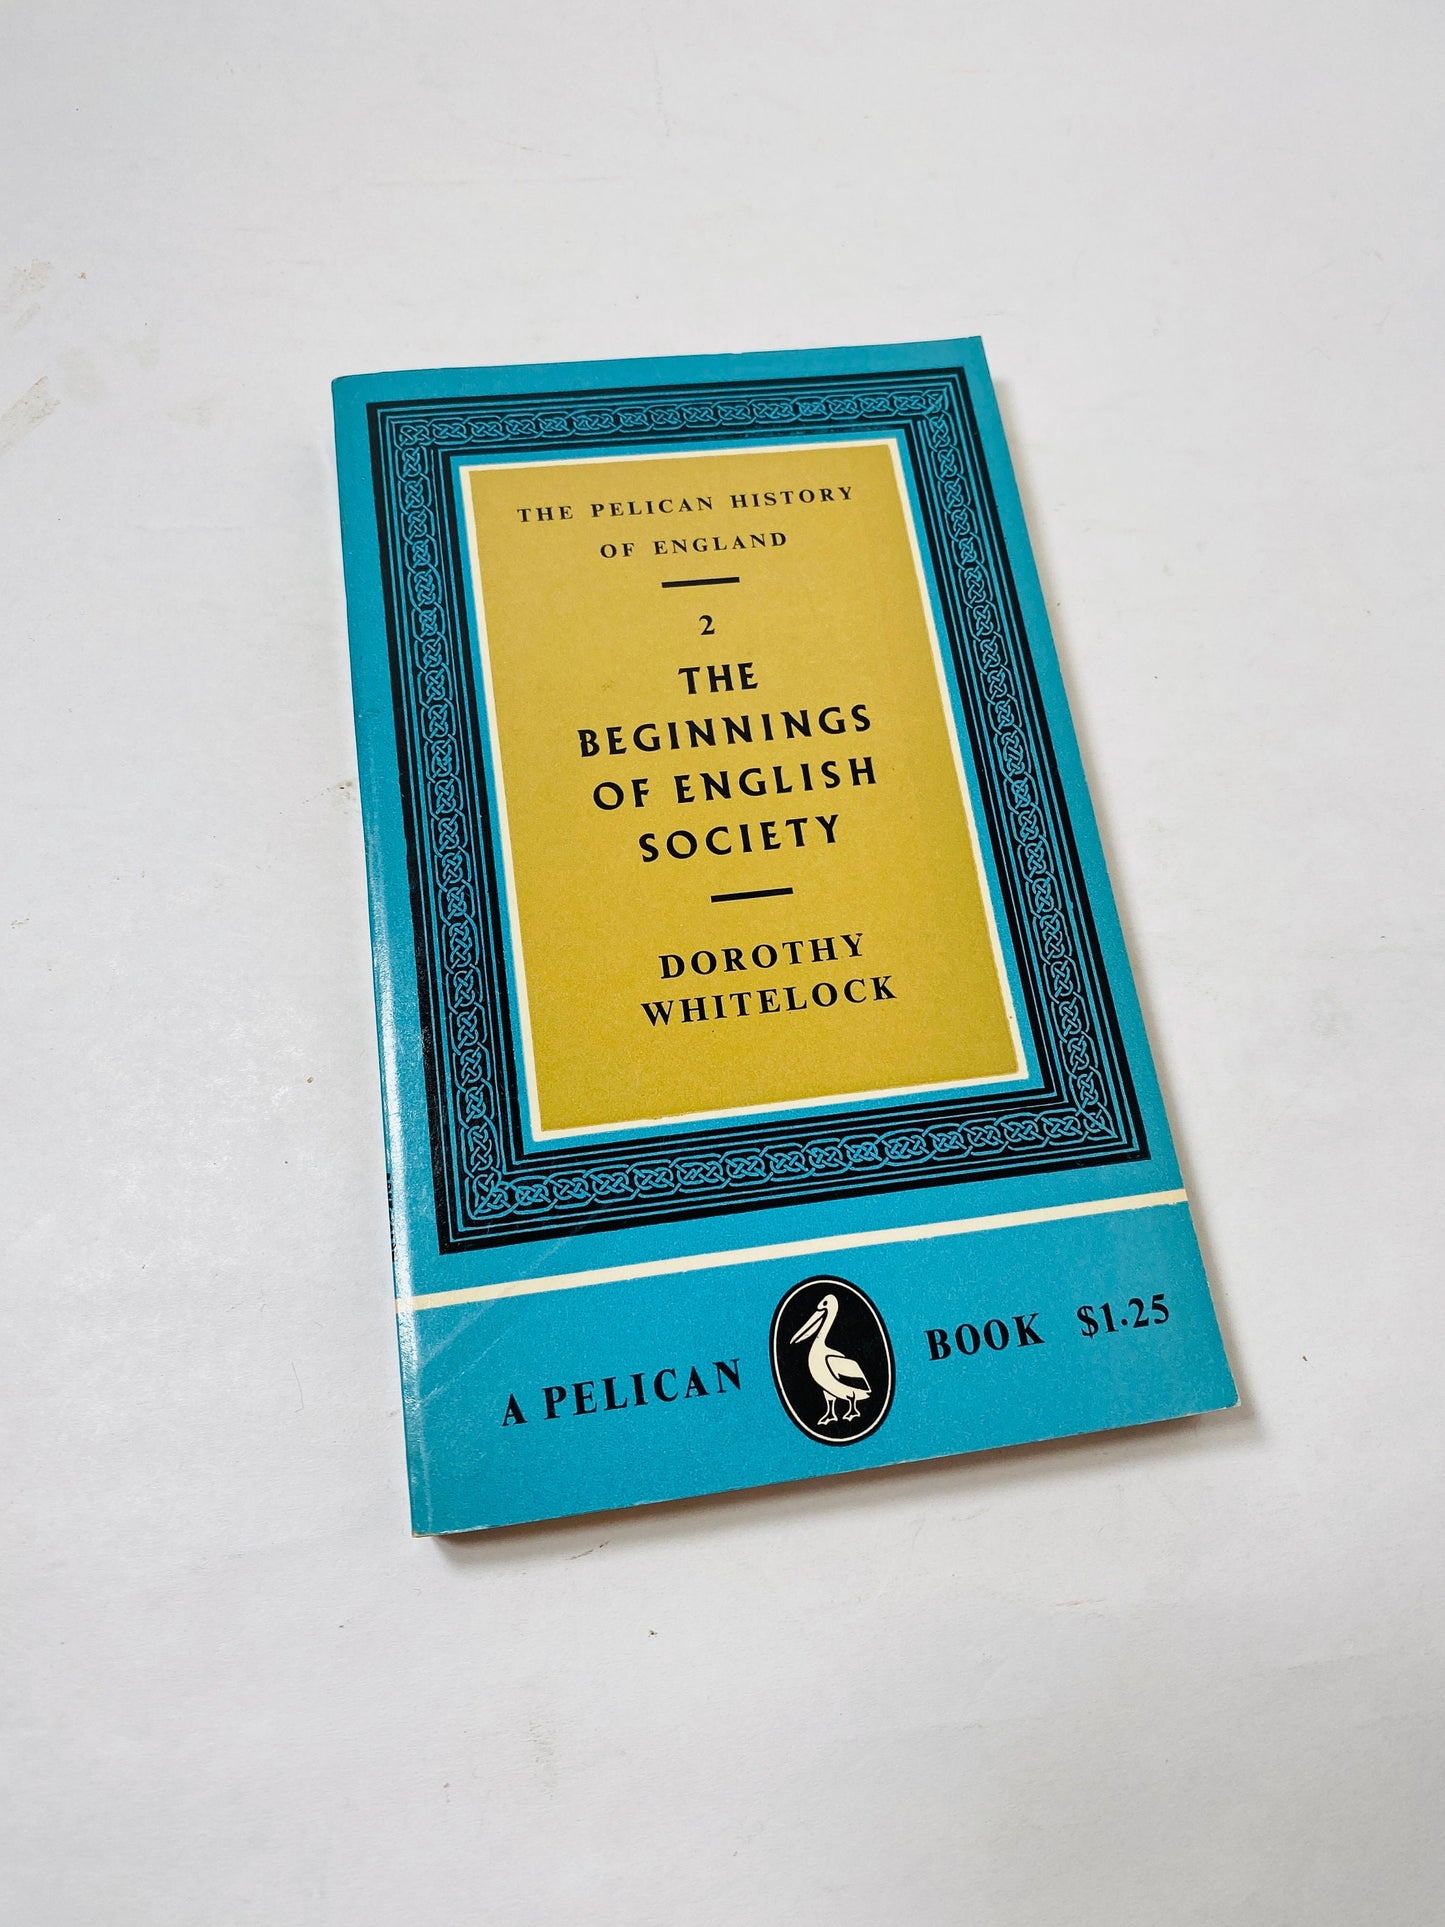 THE PELICAN HISTORY
OF ENGLAND
2
THE
BEGINNINGS
OF ENGLISH
SOCIETY
DOROTHY
WHITELOCK
A PELICAN BOOK $1·25